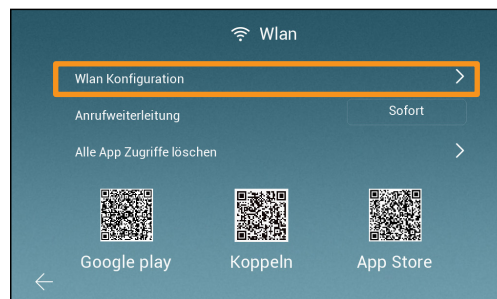 Wlan
Wlan Konfiguration
Anrufweiterleitung
Sofort
Alle App Zugriffe löschen
Google play
Koppeln
App Store